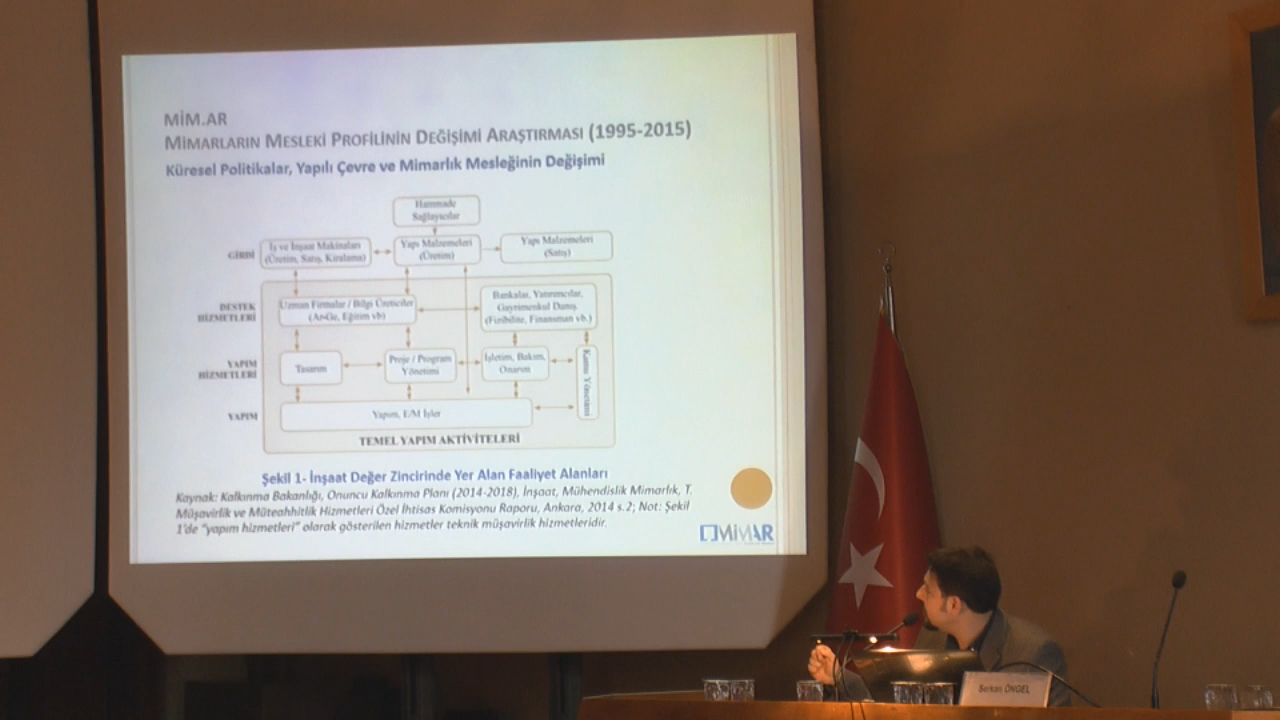 MİM.AR
MİMARLARIN MESLEKİ PROFİLİNİN DEĞİŞİMİ ARAŞTIRMASI (1995-2015)
Küresel Politikalar, Yapılı Çevre ve Mimarlık Mesleğinin Değişimi
Hammade
Sağlayıcılar
GİRDİ
İş ve İnşaat Makinaları
(Üretim, Satış, Kiralama)
Yapı Malzemeleri
(Üretim)
Yapı Malzemeleri
(Satış)
DESTEK
HİZMETLERİ
Uzman Firmalar / Bilgi Üreticiler
(Ar-Ge, Eğitim vb)
Bankalar, Yatırımcılar,
Gayrimenkul Danış.
(Fizibilite, Finansman vb.)
YAPIM
HİZMETLERİ
Tasarım
Proje / Program
Yönetimi
İşletim, Bakım,
Onarım
Kamu Yönetimi
YAPIM
Yapım, E/M İşler
TEMEL YAPIM AKTİVİTELERİ
Şekil 1- İnşaat Değer Zincirinde Yer Alan Faaliyet Alanları
Kaynak: Kalkınma Bakanlığı, Onuncu Kalkınma Planı (2014-2018), İnşaat, Mühendislik Mimarlık, T.
Müşavirlik ve Müteahhitlik Hizmetleri Özel İhtisas Komisyonu Raporu, Ankara, 2014 s.2; Not: Şekil
1'de "yapım hizmetleri" olarak gösterilen hizmetler teknik müşavirlik hizmetleridir.
MİMAR
Serkan ÖNGEL